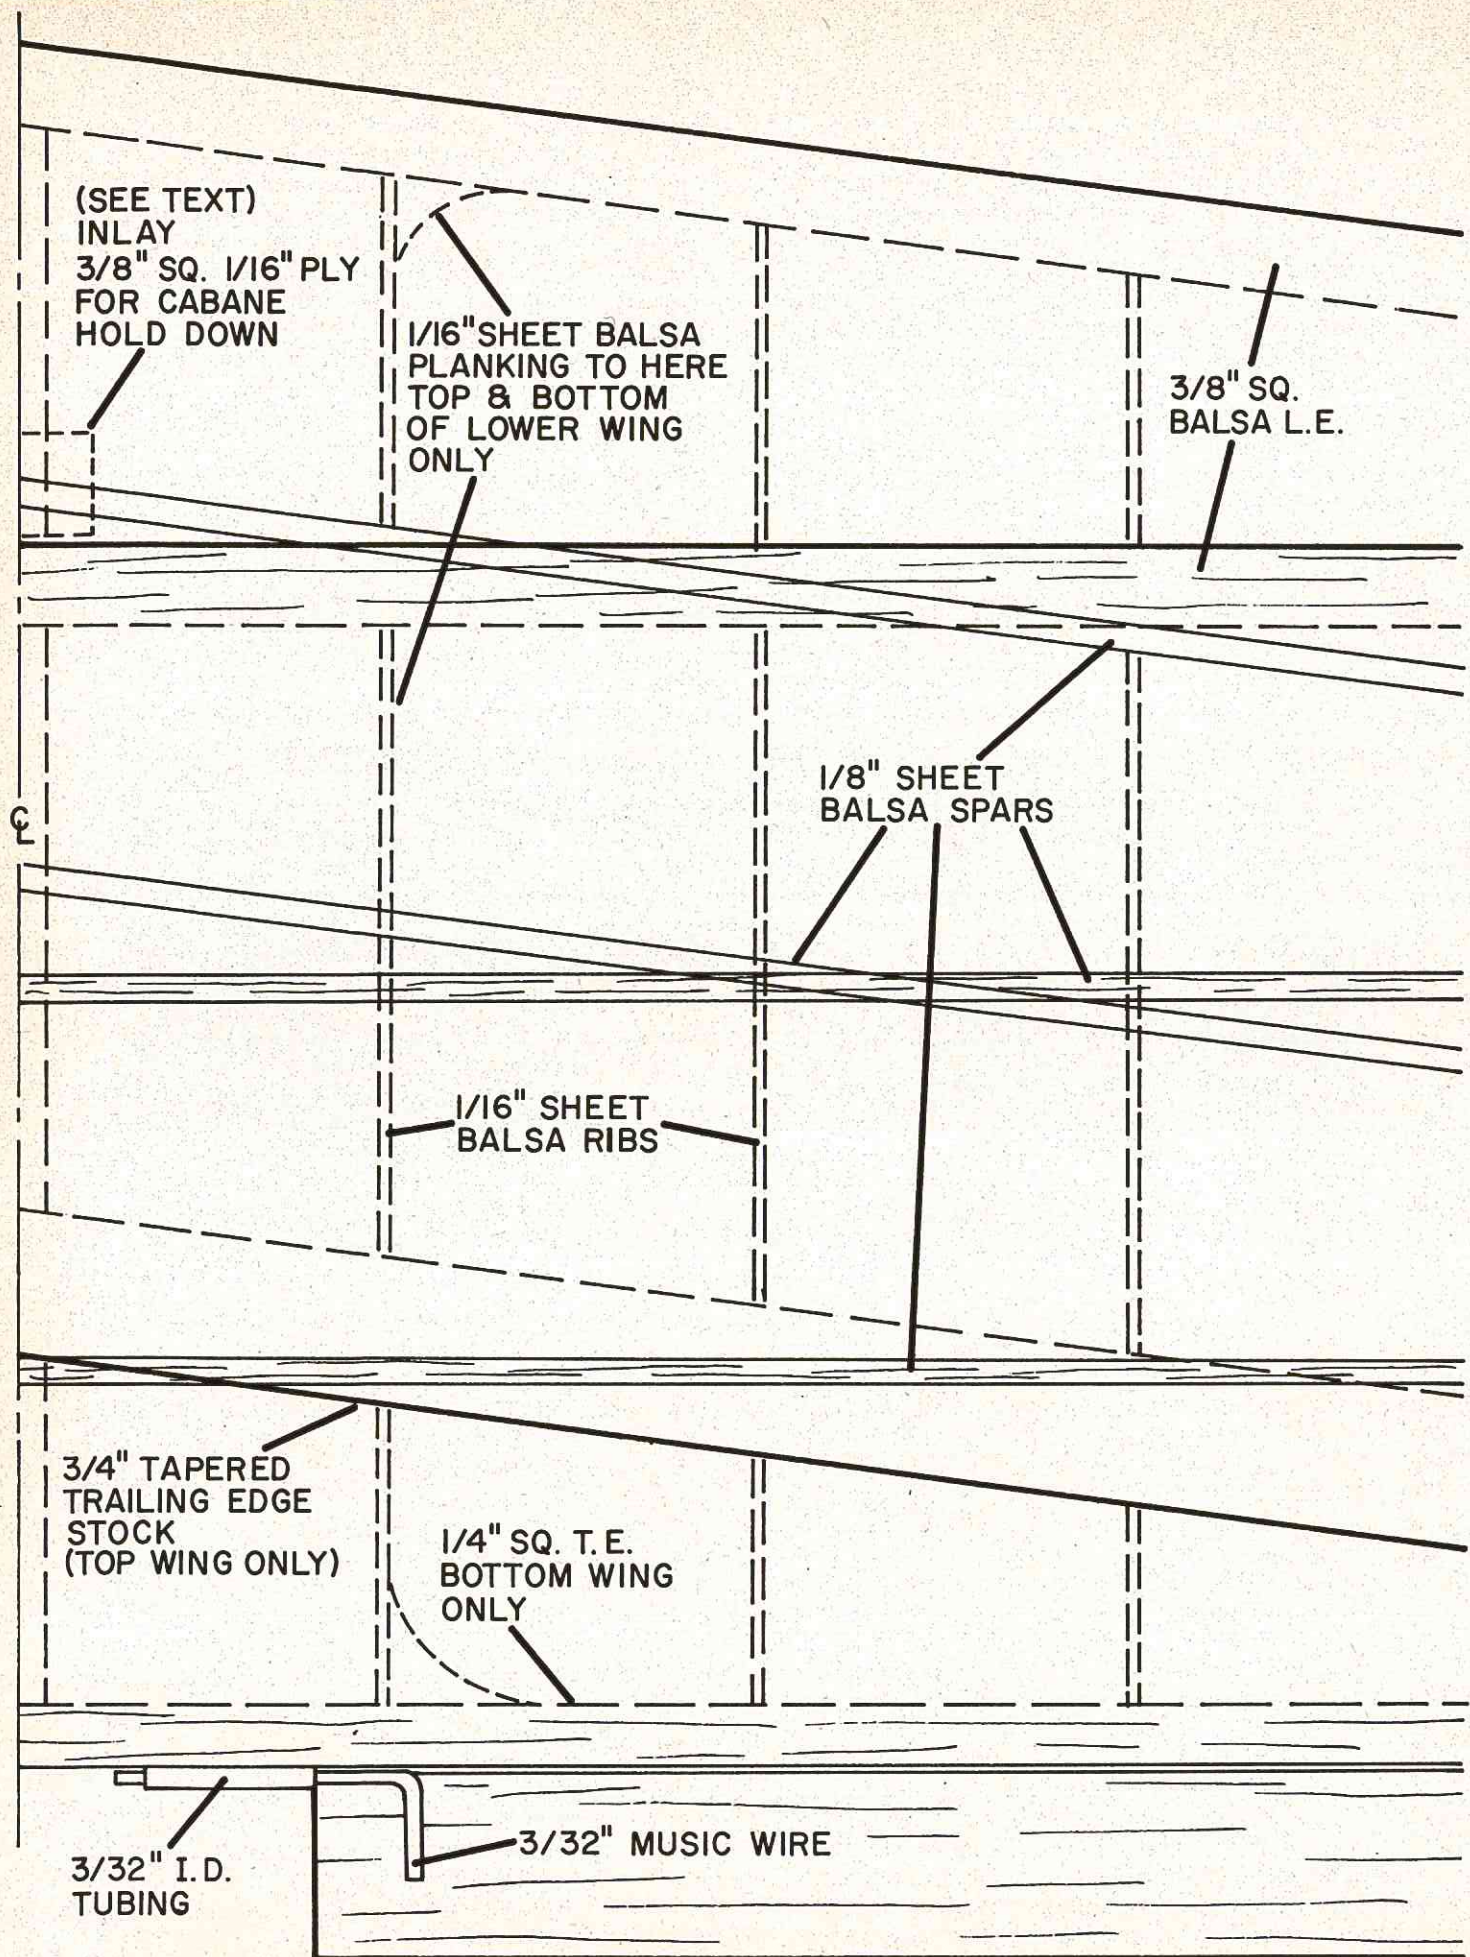 (SEE TEXT)
INLAY
3/8" SQ. 1/16" PLY
FOR CABANE
HOLD DOWN
1/16" SHEET BALSA
PLANKING TO HERE
TOP & BOTTOM
OF LOWER WING
ONLY
3/8" SQ.
BALSA L.E.
℄
1/8" SHEET
BALSA SPARS
1/16" SHEET
BALSA RIBS
3/4" TAPERED
TRAILING EDGE
STOCK
(TOP WING ONLY)
1/4" SQ. T.E.
BOTTOM WING
ONLY
3/32" MUSIC WIRE
3/32" I.D.
TUBING